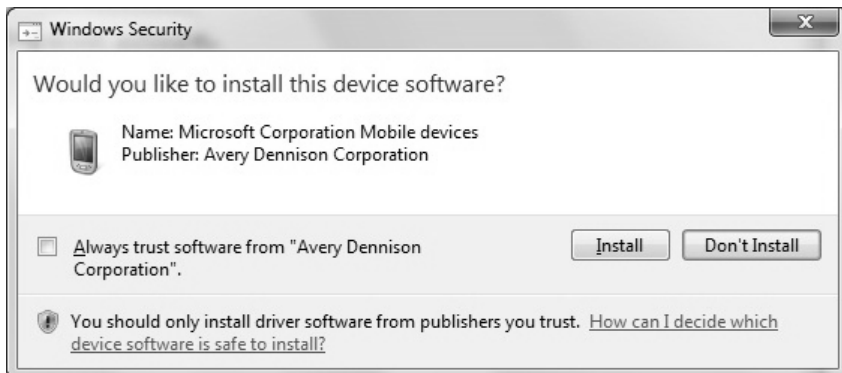 Windows Security
Would you like to install this device software?
Name: Microsoft Corporation Mobile devices
Publisher: Avery Dennison Corporation
Always trust software from "Avery Dennison
Corporation".
Install
Don't Install
You should only install driver software from publishers you trust. How can I decide which
device software is safe to install?